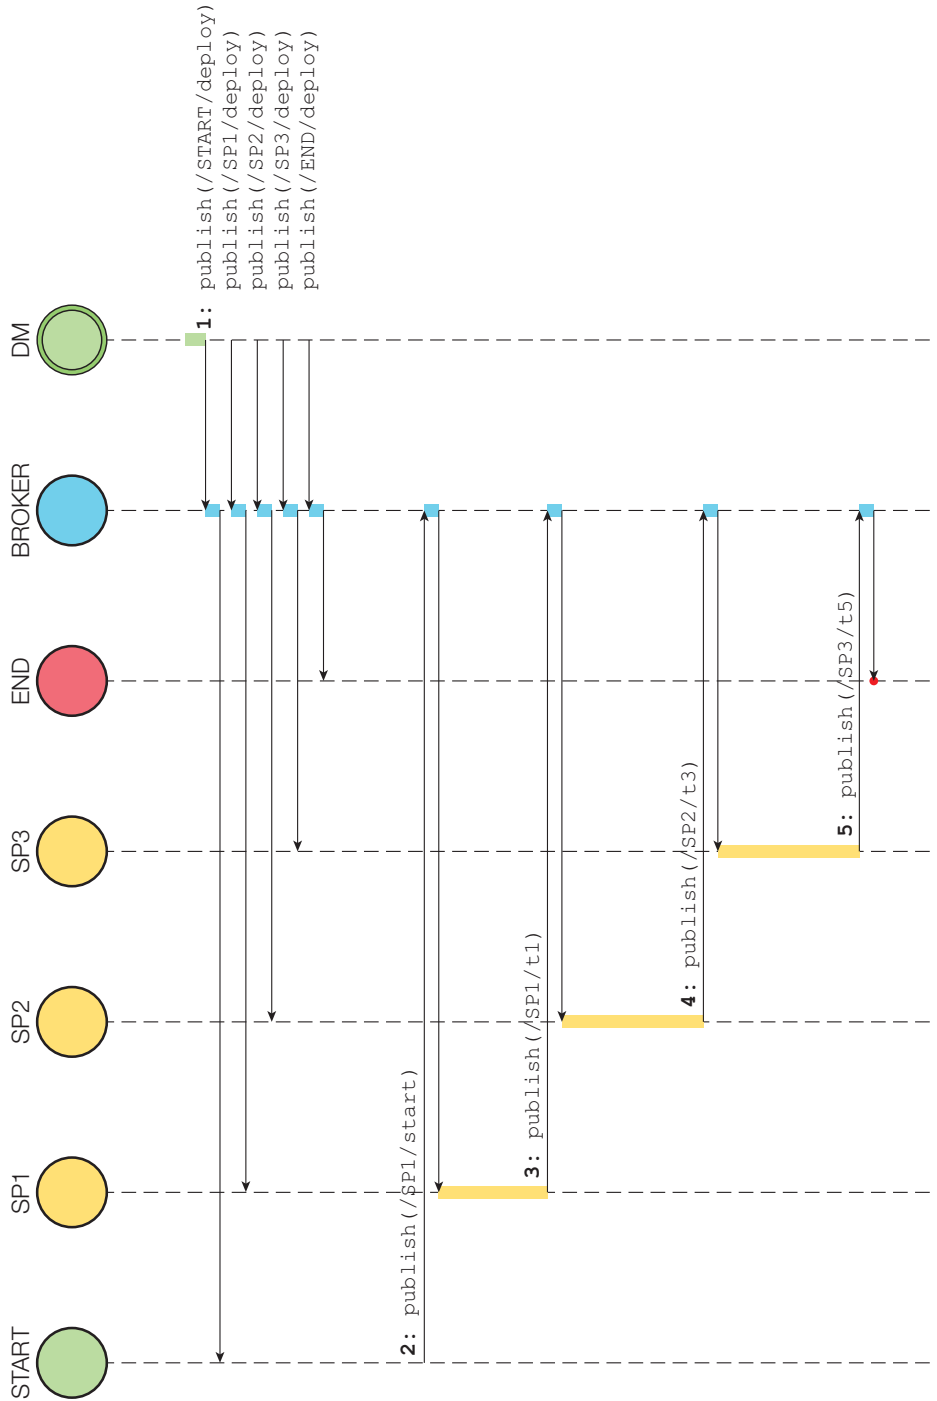 START
SP1
SP2
SP3
END
BROKER
DM
1: publish(/START/deploy)
publish(/SP1/deploy)
publish(/SP2/deploy)
publish(/SP3/deploy)
publish(/END/deploy)
2: publish(/SP1/start)
3: publish(/SP1/t1)
4: publish(/SP2/t3)
5: publish(/SP3/t5)